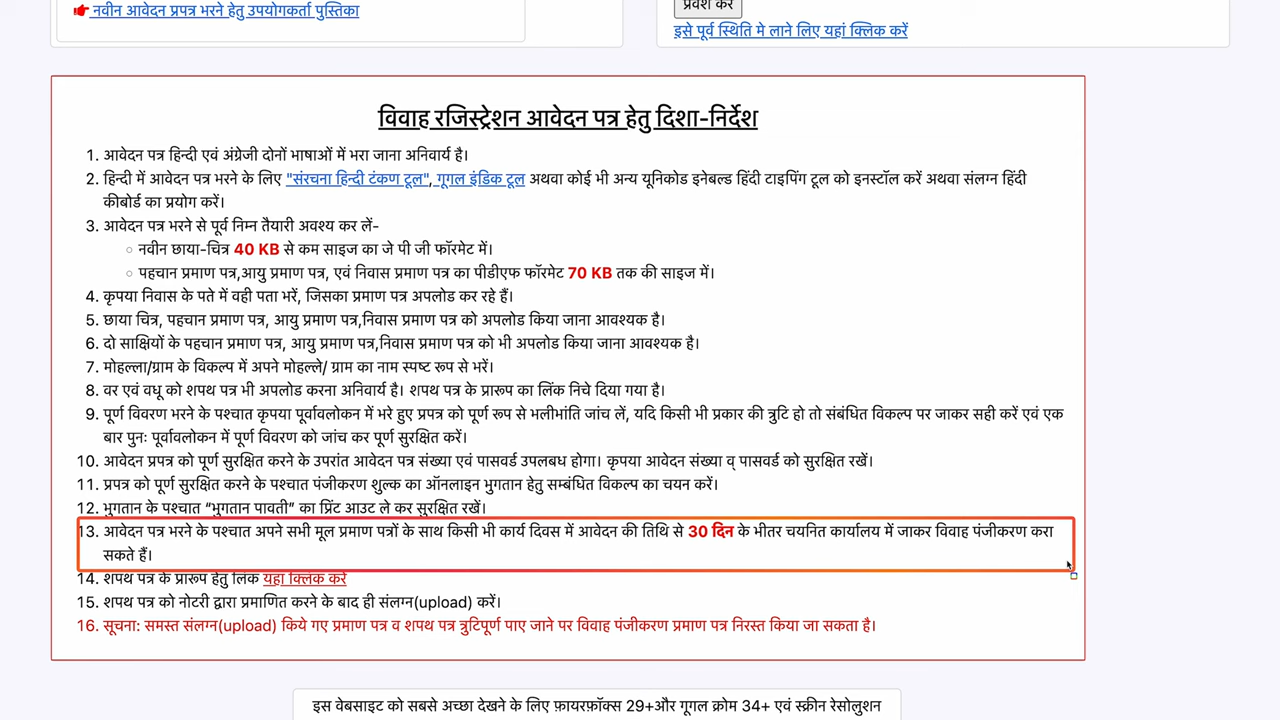 नवीन आवेदन प्रपत्र भरने हेतु उपयोगकर्ता पुस्तिका
प्रवेश करें
इसे पूर्व स्थिति मे लाने लिए यहां क्लिक करें
विवाह रजिस्ट्रेशन आवेदन पत्र हेतु दिशा-निर्देश
1. आवेदन पत्र हिन्दी एवं अंग्रेजी दोनों भाषाओं में भरा जाना अनिवार्य है।
2. हिन्दी में आवेदन पत्र भरने के लिए "संरचना हिन्दी टंकण टूल", गूगल इंडिक टूल अथवा कोई भी अन्य यूनिकोड इनेबल्ड हिंदी टाइपिंग टूल को इनस्टॉल करें अथवा संलग्न हिंदी
कीबोर्ड का प्रयोग करें।
3. आवेदन पत्र भरने से पूर्व निम्न तैयारी अवश्य कर लें-
○ नवीन छाया-चित्र 40 KB से कम साइज का जे पी जी फॉरमेट में।
○ पहचान प्रमाण पत्र,आयु प्रमाण पत्र, एवं निवास प्रमाण पत्र का पीडीएफ फॉरमेट 70 KB तक की साइज में।
4. कृपया निवास के पते में वही पता भरें, जिसका प्रमाण पत्र अपलोड कर रहे हैं।
5. छाया चित्र, पहचान प्रमाण पत्र, आयु प्रमाण पत्र,निवास प्रमाण पत्र को अपलोड किया जाना आवश्यक है।
6. दो साक्षियों के पहचान प्रमाण पत्र, आयु प्रमाण पत्र,निवास प्रमाण पत्र को भी अपलोड किया जाना आवश्यक है।
7. मोहल्ला/ग्राम के विकल्प में अपने मोहल्ले/ ग्राम का नाम स्पष्ट रूप से भरें।
8. वर एवं वधू को शपथ पत्र भी अपलोड करना अनिवार्य है। शपथ पत्र के प्रारूप का लिंक निचे दिया गया है।
9. पूर्ण विवरण भरने के पश्चात कृपया पूर्वावलोकन में भरे हुए प्रपत्र को पूर्ण रूप से भलीभांति जांच लें, यदि किसी भी प्रकार की त्रुटि हो तो संबंधित विकल्प पर जाकर सही करें एवं एक
बार पुनः पूर्वावलोकन में पूर्ण विवरण को जांच कर पूर्ण सुरक्षित करें।
10. आवेदन प्रपत्र को पूर्ण सुरक्षित करने के उपरांत आवेदन पत्र संख्या एवं पासवर्ड उपलबध होगा। कृपया आवेदन संख्या व् पासवर्ड को सुरक्षित रखें।
11. प्रपत्र को पूर्ण सुरक्षित करने के पश्चात पंजीकरण शुल्क का ऑनलाइन भुगतान हेतु सम्बंधित विकल्प का चयन करें।
12. भुगतान के पश्चात “भुगतान पावती” का प्रिंट आउट ले कर सुरक्षित रखें।
13. आवेदन पत्र भरने के पश्चात अपने सभी मूल प्रमाण पत्रों के साथ किसी भी कार्य दिवस में आवेदन की तिथि से 30 दिन के भीतर चयनित कार्यालय में जाकर विवाह पंजीकरण करा
सकते हैं।
14. शपथ पत्र के प्रारूप हेतु लिंक यहां क्लिक करें
15. शपथ पत्र को नोटरी द्वारा प्रमाणित करने के बाद ही संलग्न(upload) करें।
16. सूचना: समस्त संलग्न(upload) किये गए प्रमाण पत्र व शपथ पत्र त्रुटिपूर्ण पाए जाने पर विवाह पंजीकरण प्रमाण पत्र निरस्त किया जा सकता है।
इस वेबसाइट को सबसे अच्छा देखने के लिए फ़ायरफ़ॉक्स 29+और गूगल क्रोम 34+ एवं स्क्रीन रेसोलुशन